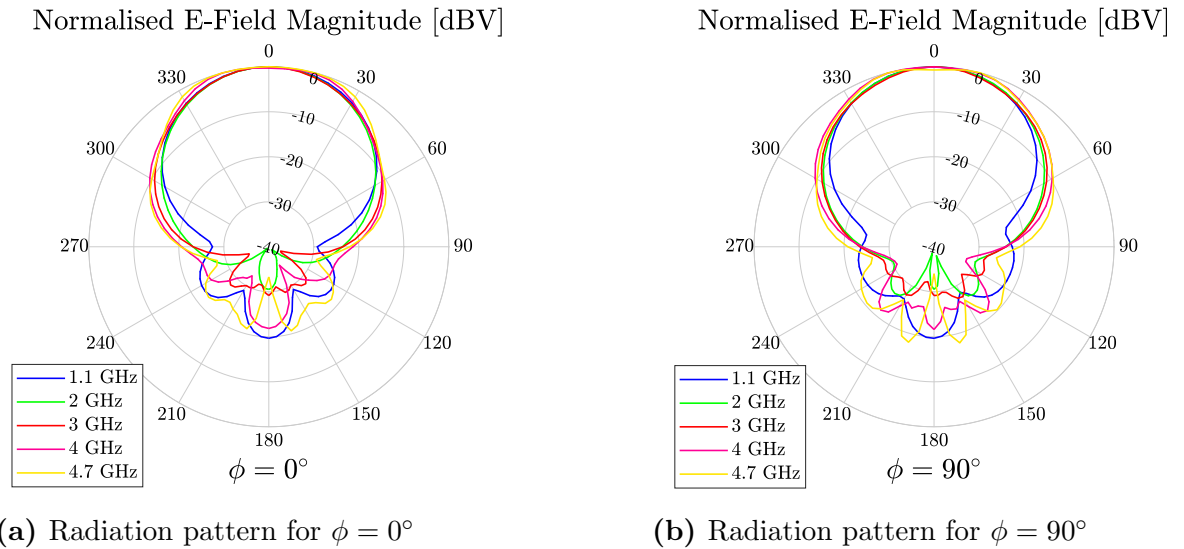 Normalised E-Field Magnitude [dBV]
0
330
30
0
-10
300
60
-20
-30
270
-40
90
240
120
210
150
180
1.1 GHz
2 GHz
3 GHz
4 GHz
4.7 GHz
ϕ = 0°
(a) Radiation pattern for ϕ = 0°
Normalised E-Field Magnitude [dBV]
0
330
30
0
-10
300
60
-20
-30
270
-40
90
240
120
210
150
180
1.1 GHz
2 GHz
3 GHz
4 GHz
4.7 GHz
ϕ = 90°
(b) Radiation pattern for ϕ = 90°